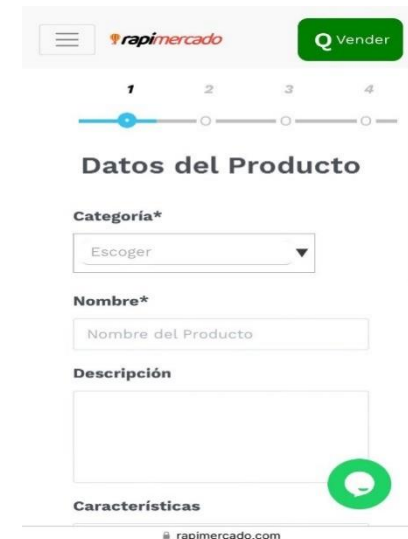 rapimercado
Q Vender
1 2 3 4
Datos del Producto
Categoría*
Escoger
Nombre*
Nombre del Producto
Descripción
Características
rapimercado.com